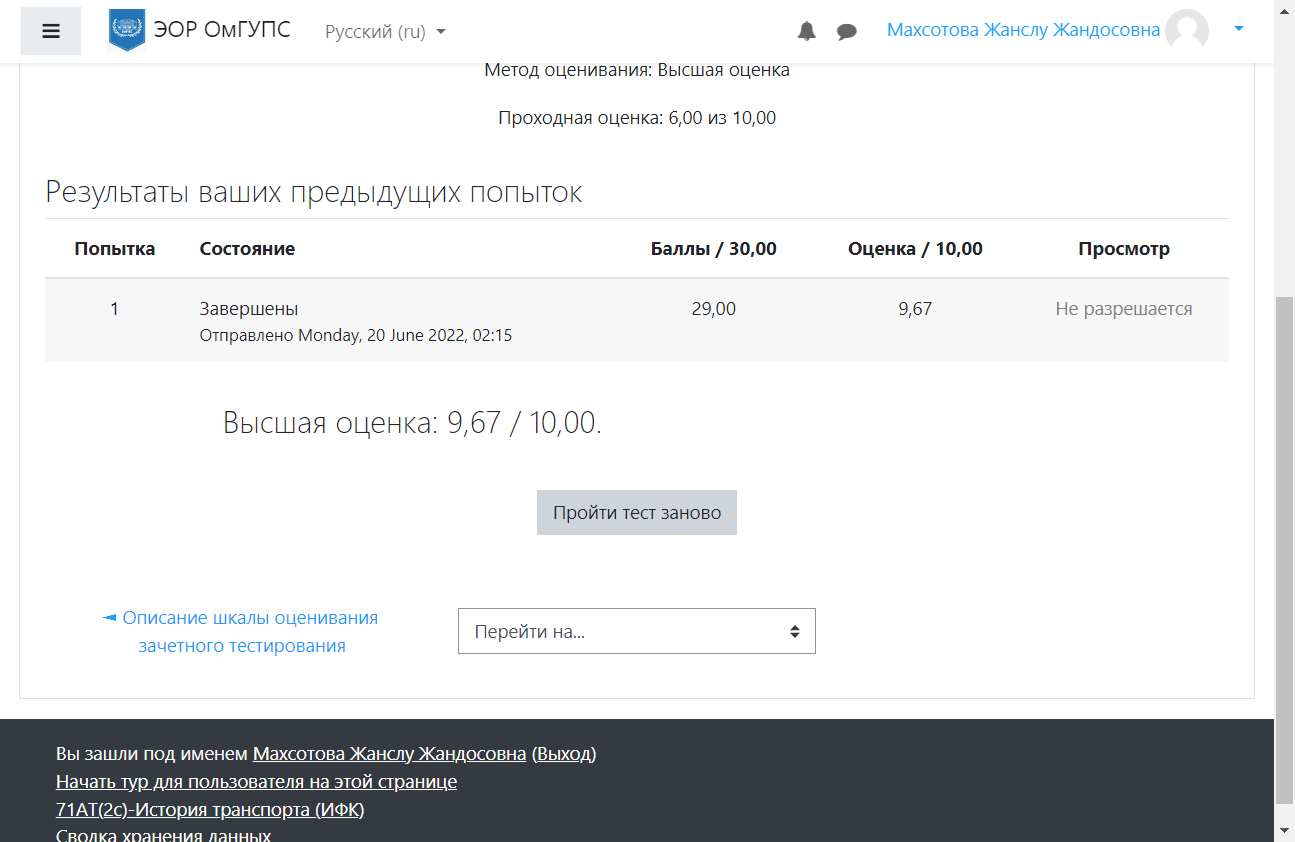 ЭОР ОмГУПС Русский (ru) Махсотова Жанслу Жандосовна
Метод оценивания: Высшая оценка
Проходная оценка: 6,00 из 10,00
Результаты ваших предыдущих попыток
Попытка Состояние Баллы / 30,00 Оценка / 10,00 Просмотр
1 Завершены 29,00 9,67 Не разрешается
Отправлено Monday, 20 June 2022, 02:15
Высшая оценка: 9,67 / 10,00.
Пройти тест заново
◄ Описание шкалы оценивания
зачетного тестирования
Перейти на...
Вы зашли под именем Махсотова Жанслу Жандосовна (Выход)
Начать тур для пользователя на этой странице
71АТ(2с)-История транспорта (ИФК)
Сводка хранения данных